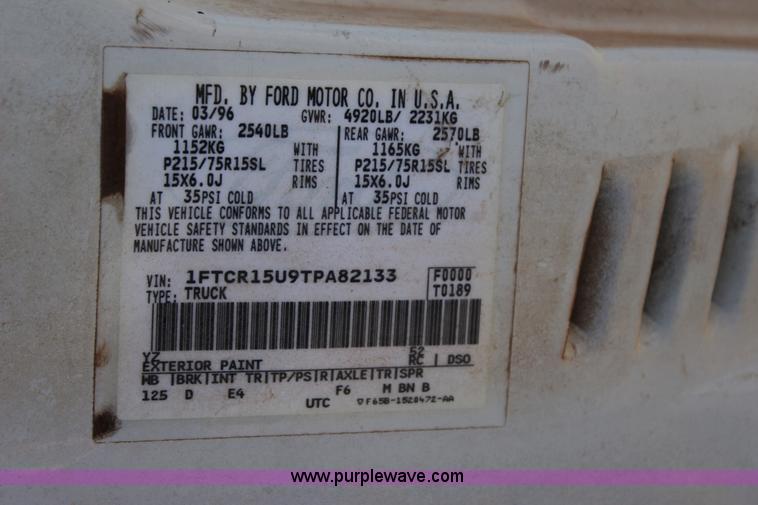 MFD. BY FORD MOTOR CO. IN U.S.A.
DATE: 03/96 GVWR: 4920LB/ 2231KG
FRONT GAWR: 2540LB REAR GAWR: 2570LB
1152KG WITH 1165KG WITH
P215/75R15SL TIRES P215/75R15SL TIRES
15X6.0J RIMS 15X6.0J RIMS
AT 35PSI COLD AT 35PSI COLD
THIS VEHICLE CONFORMS TO ALL APPLICABLE FEDERAL MOTOR
VEHICLE SAFETY STANDARDS IN EFFECT ON THE DATE OF
MANUFACTURE SHOWN ABOVE.
VIN: 1FTCR15U9TPA82133 F0000
TYPE: TRUCK T0189
YZ 52
EXTERIOR PAINT RC DSO
WB BRK INT TR TP/PS R AXLE TR SPR
125 D E4 F6 M BN B
UTC ▽F65B-1520472-AA
www.purplewave.com